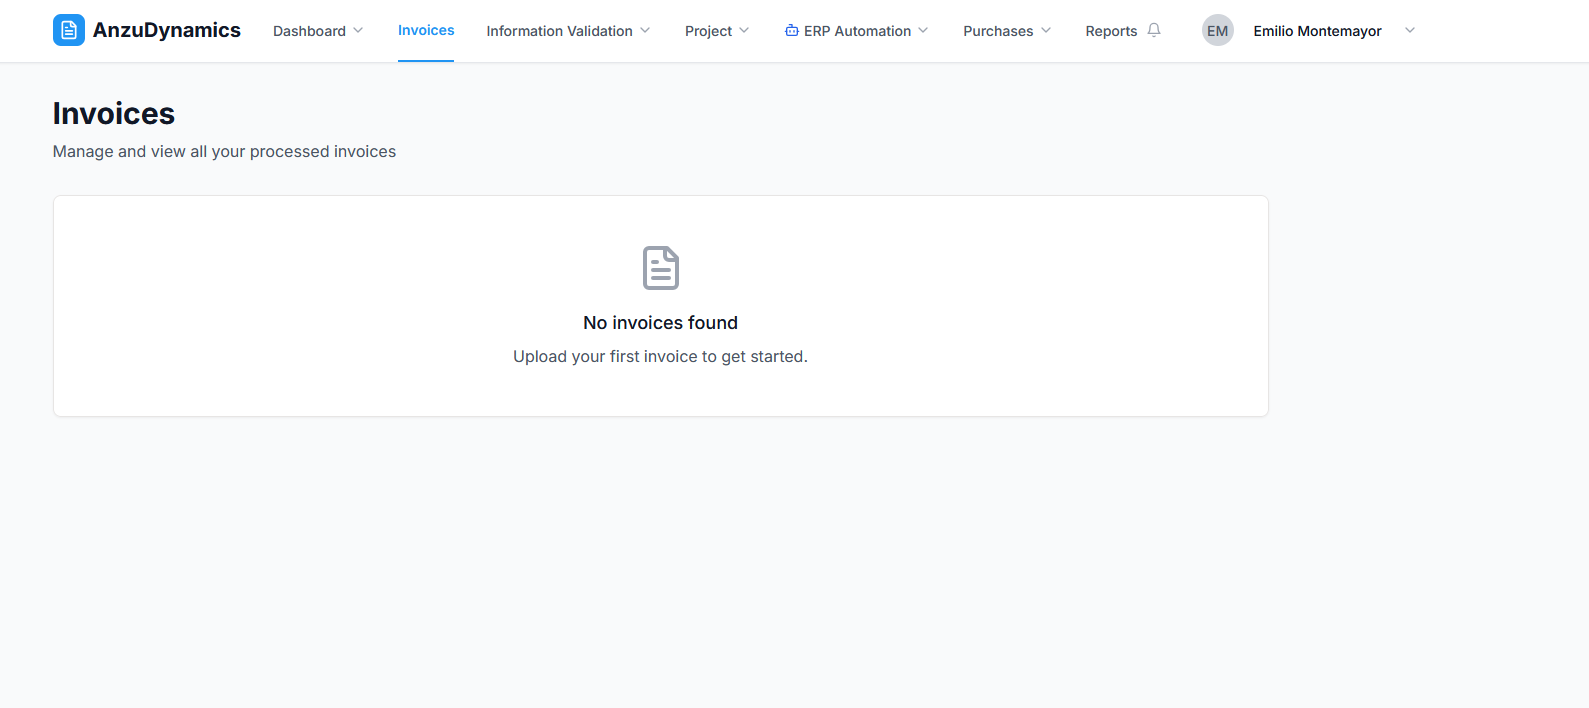 AnzuDynamics Dashboard Invoices Information Validation Project ERP Automation Purchases Reports EM Emilio Montemayor
Invoices
Manage and view all your processed invoices
No invoices found
Upload your first invoice to get started.